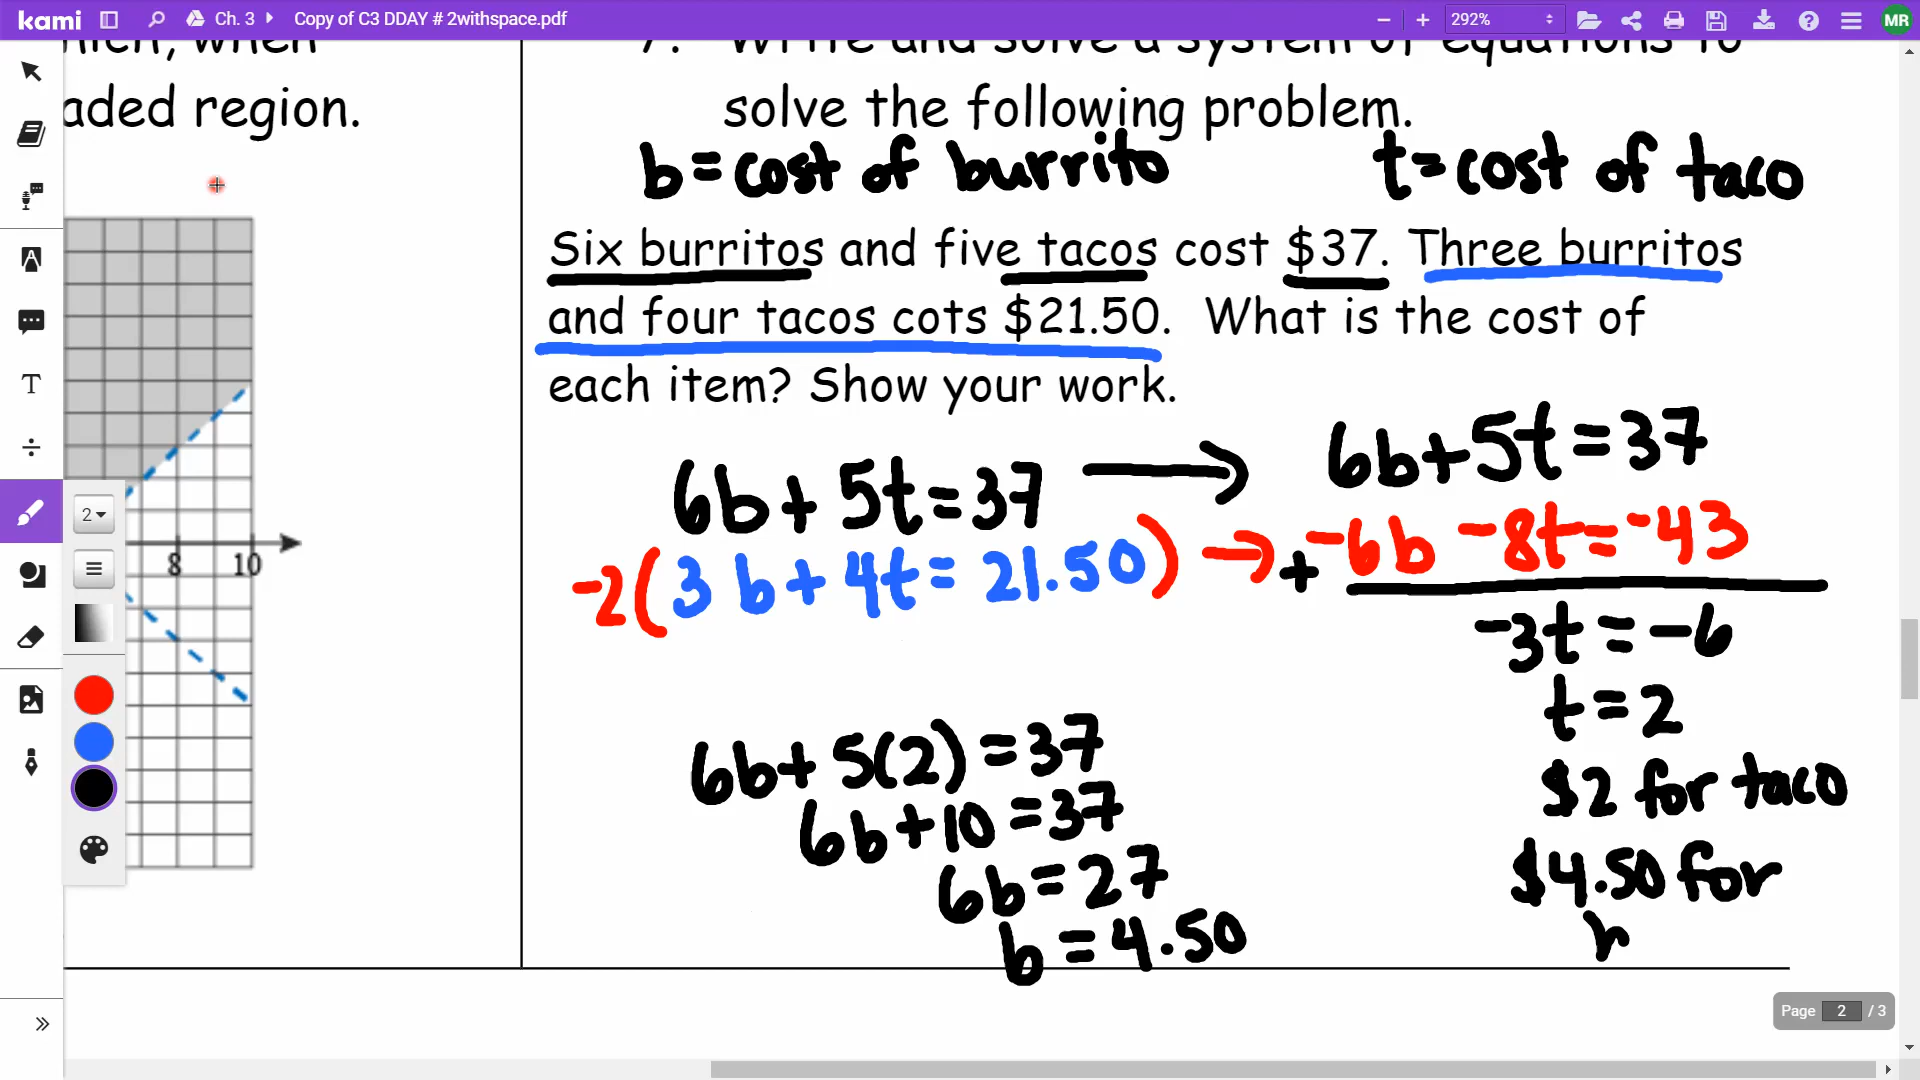 kami Ch. 3 Copy of C3 DDAY # 2withspace.pdf 292% MR
which, when
aded region.
7. Write and solve a system of equations to
solve the following problem.
b = cost of burrito t = cost of taco
Six burritos and five tacos cost $37. Three burritos
and four tacos cots $21.50. What is the cost of
each item? Show your work.
6b + 5t = 37 → 6b + 5t = 37
-2(3b + 4t = 21.50) → + -6b -8t = -43
-3t = -6
t = 2
6b + 5(2) = 37
$2 for taco
6b + 10 = 37
6b = 27
$4.50 for
b = 4.50
8 10
2
Page 2 / 3